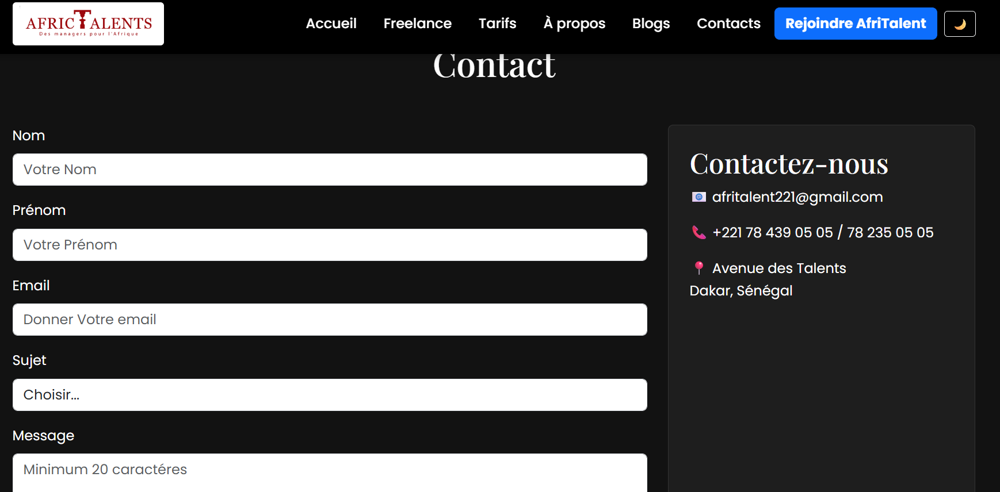 AFRICTALENTS
Des managers pour l'Afrique
Accueil
Freelance
Tarifs
À propos
Blogs
Contacts
Rejoindre AfriTalent
Contact
Nom
Votre Nom
Prénom
Votre Prénom
Email
Donner Votre email
Sujet
Choisir...
Message
Minimum 20 caractéres
Contactez-nous
afritalent221@gmail.com
+221 78 439 05 05 / 78 235 05 05
Avenue des Talents
Dakar, Sénégal